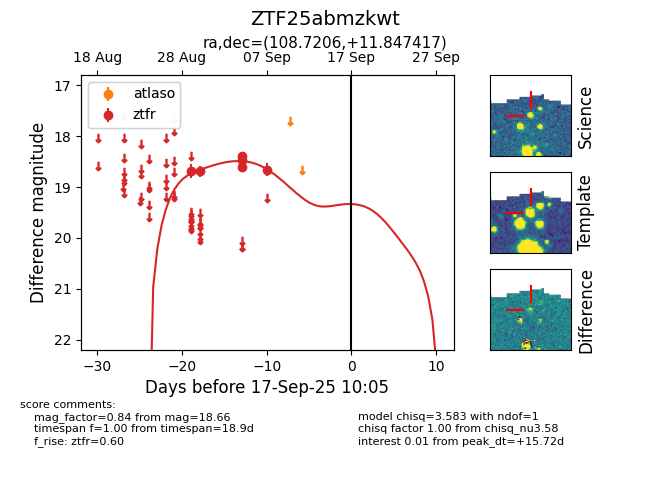 ZTF25abmzkwt
ra,dec=(108.7206,+11.847417)
18 Aug 28 Aug 07 Sep 17 Sep 27 Sep
atlaso
ztfr
17
18
19
20
21
22
Difference magnitude
−30 −20 −10 0 10
Days before 17-Sep-25 10:05
Science
Template
Difference
score comments:
mag_factor=0.84 from mag=18.66
timespan f=1.00 from timespan=18.9d
f_rise: ztfr=0.60
model chisq=3.583 with ndof=1
chisq factor 1.00 from chisq_nu3.58
interest 0.01 from peak_dt=+15.72d